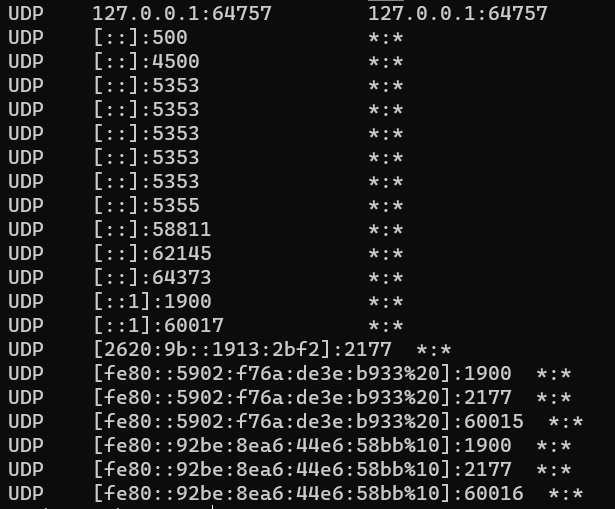 UDP    127.0.0.1:64757        127.0.0.1:64757
UDP    [::]:500               *:*
UDP    [::]:4500              *:*
UDP    [::]:5353              *:*
UDP    [::]:5353              *:*
UDP    [::]:5353              *:*
UDP    [::]:5353              *:*
UDP    [::]:5353              *:*
UDP    [::]:5355              *:*
UDP    [::]:58811             *:*
UDP    [::]:62145             *:*
UDP    [::]:64373             *:*
UDP    [::1]:1900             *:*
UDP    [::1]:60017            *:*
UDP    [2620:9b::1913:2bf2]:2177  *:*
UDP    [fe80::5902:f76a:de3e:b933%20]:1900  *:*
UDP    [fe80::5902:f76a:de3e:b933%20]:2177  *:*
UDP    [fe80::5902:f76a:de3e:b933%20]:60015  *:*
UDP    [fe80::92be:8ea6:44e6:58bb%10]:1900  *:*
UDP    [fe80::92be:8ea6:44e6:58bb%10]:2177  *:*
UDP    [fe80::92be:8ea6:44e6:58bb%10]:60016  *:*